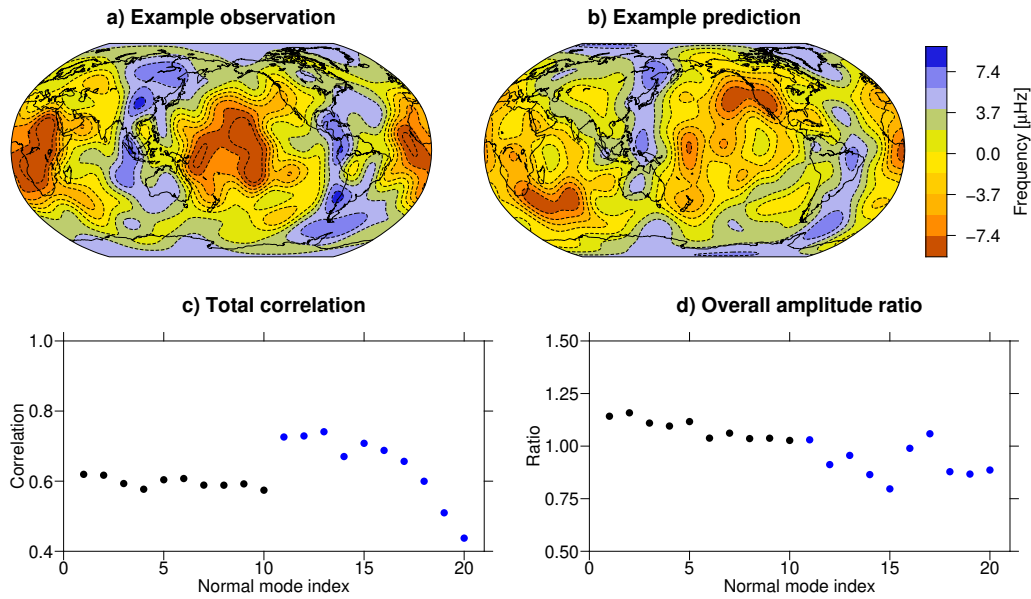 a) Example observation
b) Example prediction
7.4
3.7
0.0
−3.7
−7.4
Frequency [μHz]
c) Total correlation
d) Overall amplitude ratio
1.0
0.8
0.6
0.4
Correlation
0 5 10 15 20
Normal mode index
1.50
1.25
1.00
0.75
0.50
Ratio
0 5 10 15 20
Normal mode index